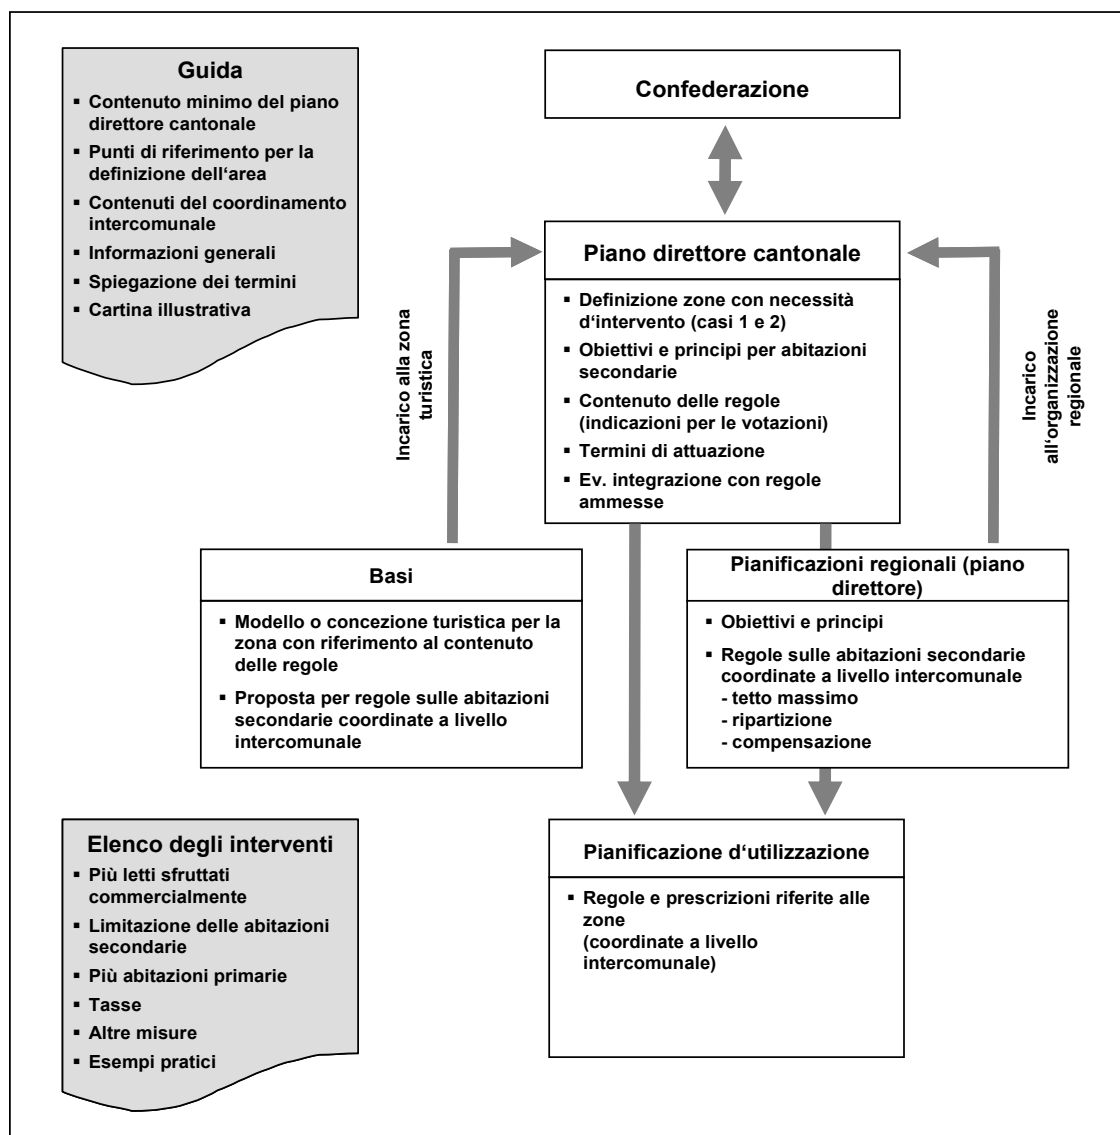 Guida
▪ Contenuto minimo del piano
direttore cantonale
▪ Punti di riferimento per la
definizione dell‘area
▪ Contenuti del coordinamento
intercomunale
▪ Informazioni generali
▪ Spiegazione dei termini
▪ Cartina illustrativa
Confederazione
Piano direttore cantonale
▪ Definizione zone con necessità
d‘intervento (casi 1 e 2)
▪ Obiettivi e principi per abitazioni
secondarie
▪ Contenuto delle regole
(indicazioni per le votazioni)
▪ Termini di attuazione
▪ Ev. integrazione con regole
ammesse
Incarico alla zona
turistica
Incarico
all‘organizzazione
regionale
Basi
▪ Modello o concezione turistica per la
zona con riferimento al contenuto
delle regole
▪ Proposta per regole sulle abitazioni
secondarie coordinate a livello
intercomunale
Pianificazioni regionali (piano
direttore)
▪ Obiettivi e principi
▪ Regole sulle abitazioni secondarie
coordinate a livello intercomunale
- tetto massimo
- ripartizione
- compensazione
Elenco degli interventi
▪ Più letti sfruttati
commercialmente
▪ Limitazione delle abitazioni
secondarie
▪ Più abitazioni primarie
▪ Tasse
▪ Altre misure
▪ Esempi pratici
Pianificazione d‘utilizzazione
▪ Regole e prescrizioni riferite alle
zone
(coordinate a livello
intercomunale)